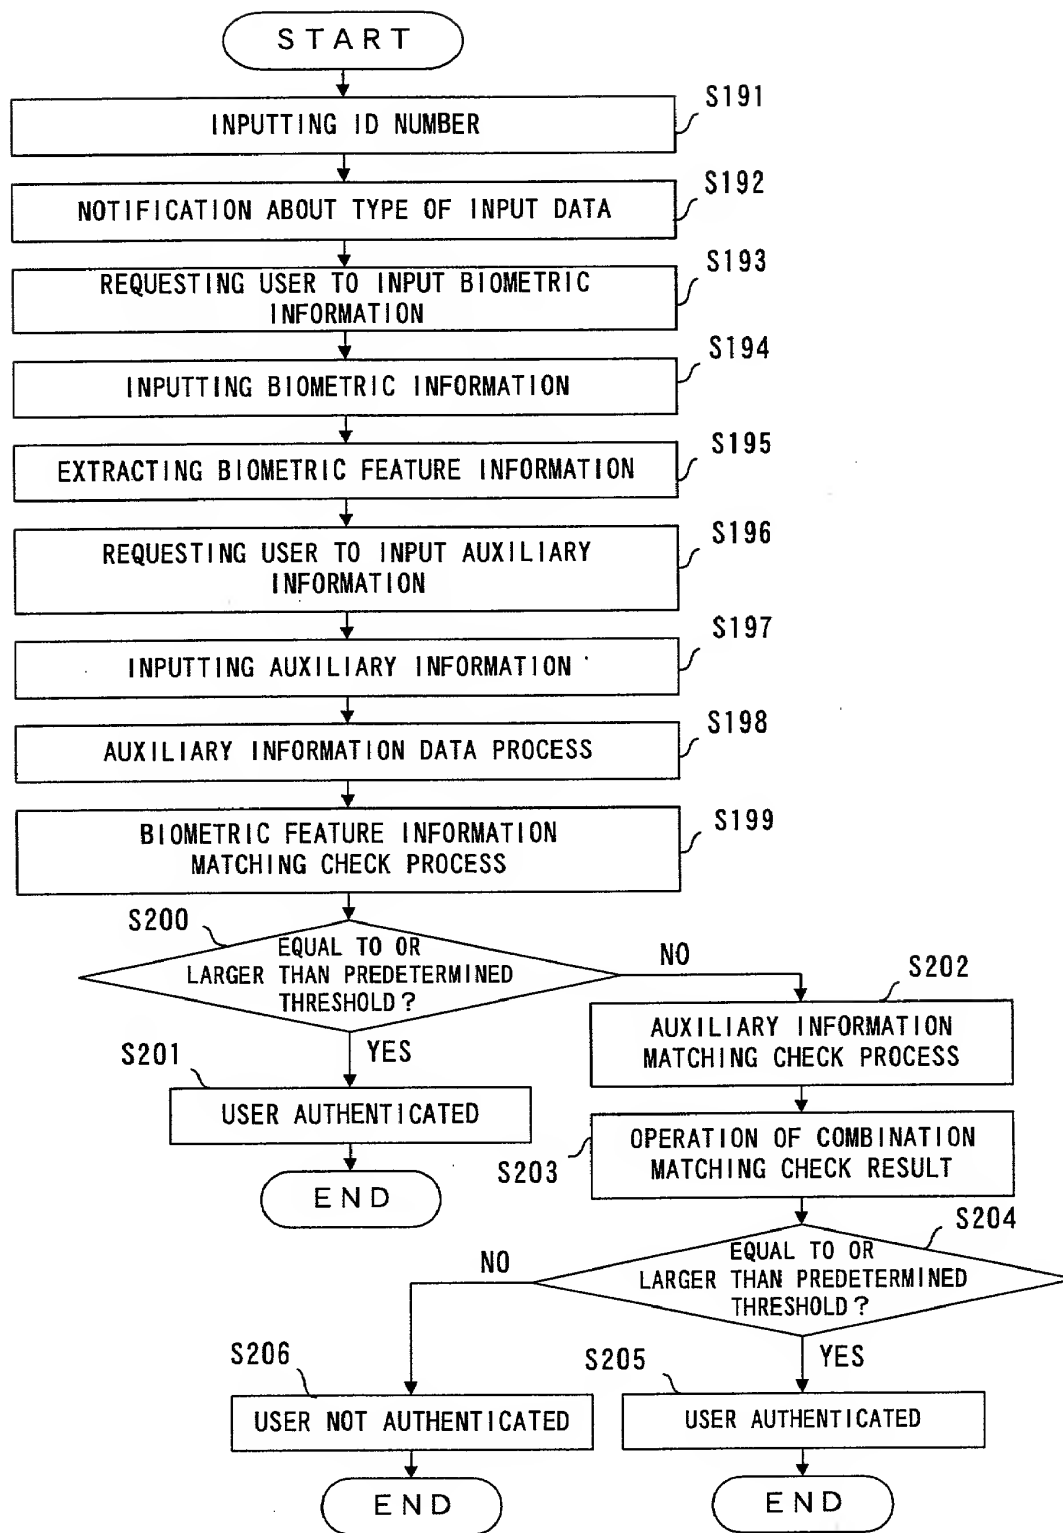 START
S191
INPUTTING ID NUMBER
S192
NOTIFICATION ABOUT TYPE OF INPUT DATA
S193
REQUESTING USER TO INPUT BIOMETRIC
INFORMATION
S194
INPUTTING BIOMETRIC INFORMATION
S195
EXTRACTING BIOMETRIC FEATURE INFORMATION
S196
REQUESTING USER TO INPUT AUXILIARY
INFORMATION
S197
INPUTTING AUXILIARY INFORMATION
S198
AUXILIARY INFORMATION DATA PROCESS
S199
BIOMETRIC FEATURE INFORMATION
MATCHING CHECK PROCESS
S200
EQUAL TO OR
LARGER THAN PREDETERMINED
THRESHOLD?
NO
YES
S201
USER AUTHENTICATED
END
S202
AUXILIARY INFORMATION
MATCHING CHECK PROCESS
S203
OPERATION OF COMBINATION
MATCHING CHECK RESULT
S204
EQUAL TO OR
LARGER THAN PREDETERMINED
THRESHOLD?
NO
YES
S206
USER NOT AUTHENTICATED
END
S205
USER AUTHENTICATED
END